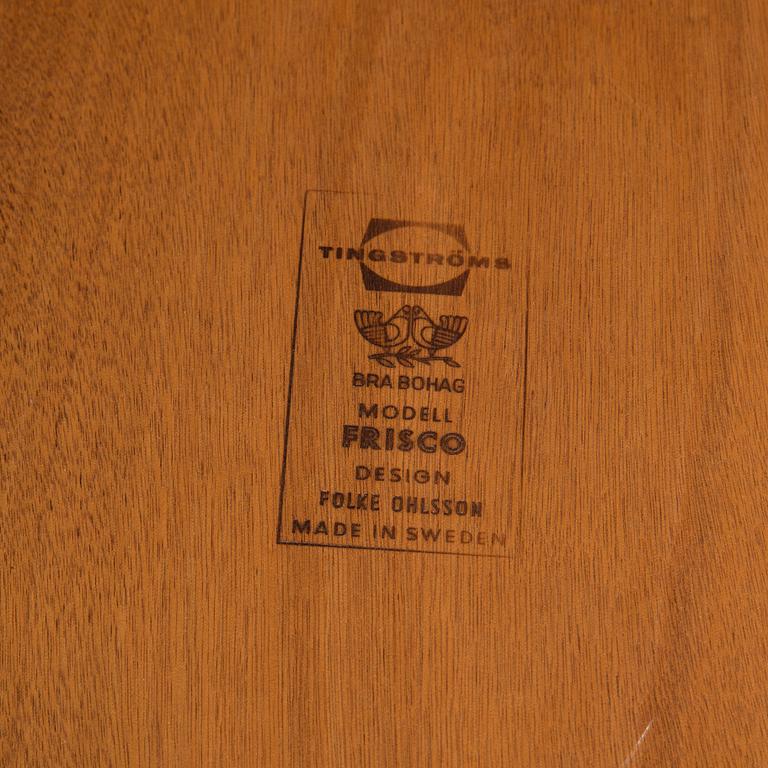 TINGSTRÖMS
BRA BOHAG
MODELL
FRISCO
DESIGN
FOLKE OHLSSON
MADE IN SWEDEN